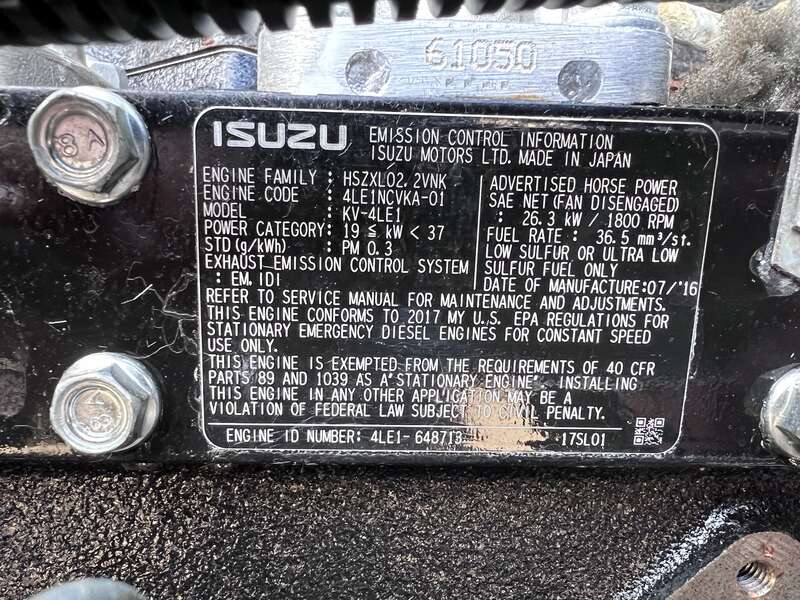 61050
ISUZU EMISSION CONTROL INFORMATION
ISUZU MOTORS LTD. MADE IN JAPAN
ENGINE FAMILY : HSZXL02.2VNK
ENGINE CODE : 4LE1NCVKA-01
MODEL : KV-4LE1
POWER CATEGORY : 19 ≦ kW < 37
STD (g/kWh) : PM 0.3
EXHAUST EMISSION CONTROL SYSTEM
: EM, IDI
ADVERTISED HORSE POWER
SAE NET(FAN DISENGAGED)
: 26.3 kW / 1800 RPM
FUEL RATE : 36.5 mm³/st.
LOW SULFUR OR ULTRA LOW
SULFUR FUEL ONLY
DATE OF MANUFACTURE:07/'16
REFER TO SERVICE MANUAL FOR MAINTENANCE AND ADJUSTMENTS.
THIS ENGINE CONFORMS TO 2017 MY U.S. EPA REGULATIONS FOR
STATIONARY EMERGENCY DIESEL ENGINES FOR CONSTANT SPEED
USE ONLY.
THIS ENGINE IS EXEMPTED FROM THE REQUIREMENTS OF 40 CFR
PARTS 89 AND 1039 AS A"STATIONARY ENGINE". INSTALLING
THIS ENGINE IN ANY OTHER APPLICATION MAY BE A
VIOLATION OF FEDERAL LAW SUBJECT TO CIVIL PENALTY.
ENGINE ID NUMBER: 4LE1-648713 17SL01